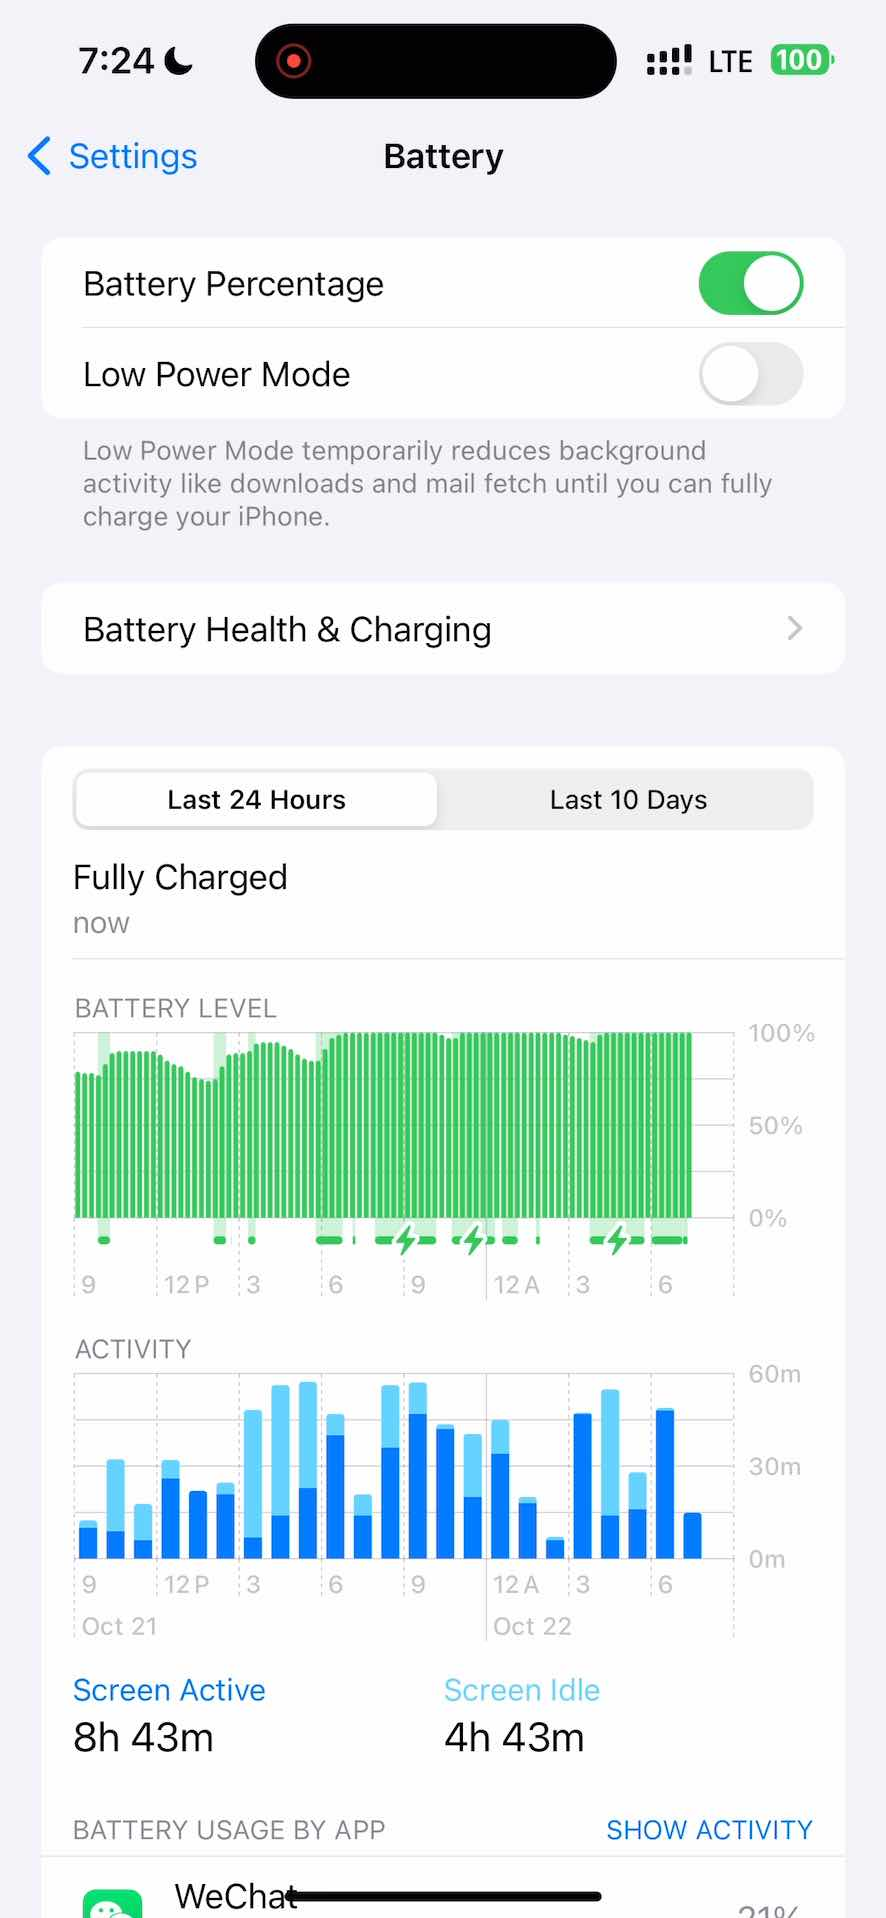 7:24
LTE
100
Settings
Battery
Battery Percentage
Low Power Mode
Low Power Mode temporarily reduces background
activity like downloads and mail fetch until you can fully
charge your iPhone.
Battery Health & Charging
Last 24 Hours
Last 10 Days
Fully Charged
now
BATTERY LEVEL
100%
50%
0%
9 12 P 3 6 9 12 A 3 6
ACTIVITY
60m
30m
0m
9 12 P 3 6 9 12 A 3 6
Oct 21 Oct 22
Screen Active Screen Idle
8h 43m 4h 43m
BATTERY USAGE BY APP SHOW ACTIVITY
WeChat
21%